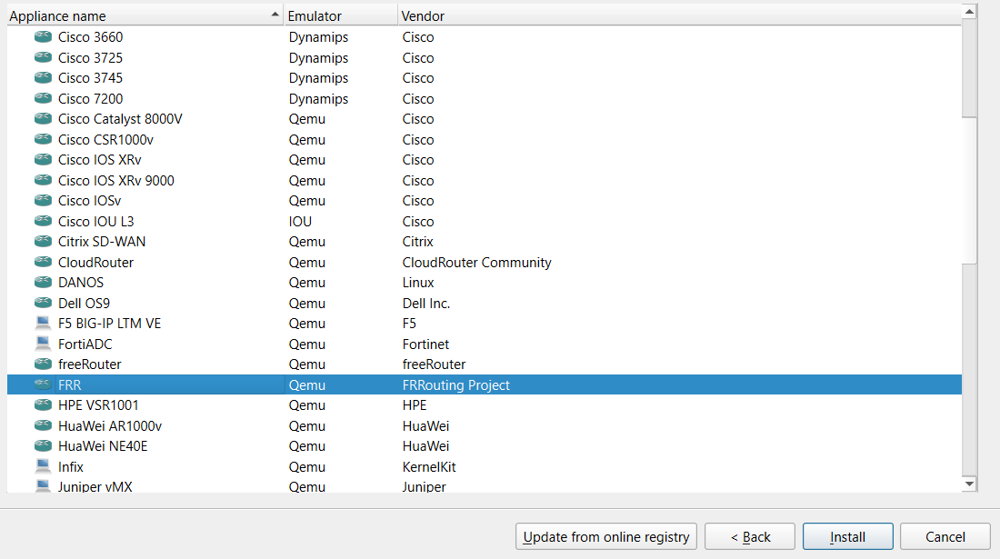 Appliance name Emulator Vendor
Cisco 3660 Dynamips Cisco
Cisco 3725 Dynamips Cisco
Cisco 3745 Dynamips Cisco
Cisco 7200 Dynamips Cisco
Cisco Catalyst 8000V Qemu Cisco
Cisco CSR1000v Qemu Cisco
Cisco IOS XRv Qemu Cisco
Cisco IOS XRv 9000 Qemu Cisco
Cisco IOSv Qemu Cisco
Cisco IOU L3 IOU Cisco
Citrix SD-WAN Qemu Citrix
CloudRouter Qemu CloudRouter Community
DANOS Qemu Linux
Dell OS9 Qemu Dell Inc.
F5 BIG-IP LTM VE Qemu F5
FortiADC Qemu Fortinet
freeRouter Qemu freeRouter
FRR Qemu FRRouting Project
HPE VSR1001 Qemu HPE
HuaWei AR1000v Qemu HuaWei
HuaWei NE40E Qemu HuaWei
Infix Qemu KernelKit
Juniper vMX Qemu Juniper
Update from online registry < Back Install Cancel